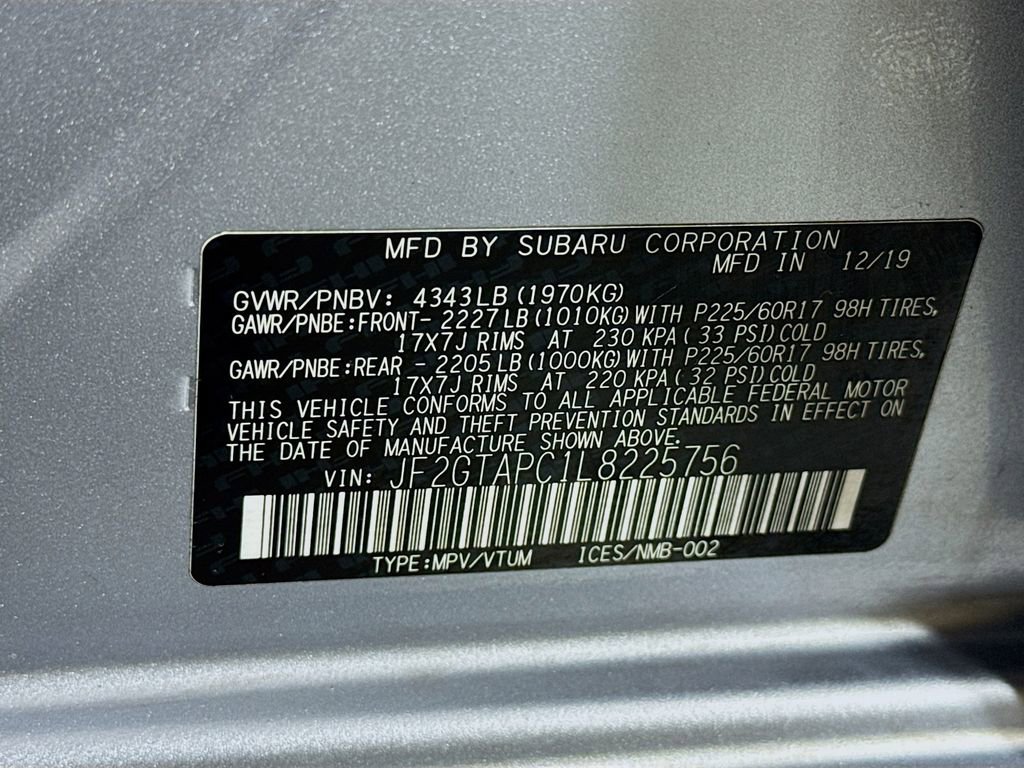 MFD BY SUBARU CORPORATION
MFD IN 12/19
GVWR/PNBV: 4343LB (1970KG)
GAWR/PNBE:FRONT- 2227LB (1010KG) WITH P225/60R17 98H TIRES,
17X7J RIMS AT 230 KPA (33 PSI) COLD
GAWR/PNBE:REAR - 2205LB (1000KG) WITH P225/60R17 98H TIRES,
17X7J RIMS AT 220 KPA (32 PSI) COLD
THIS VEHICLE CONFORMS TO ALL APPLICABLE FEDERAL MOTOR
VEHICLE SAFETY AND THEFT PREVENTION STANDARDS IN EFFECT ON
THE DATE OF MANUFACTURE SHOWN ABOVE.
VIN: JF2GTAPC1L8225756
TYPE:MPV/VTUM ICES/NMB-002